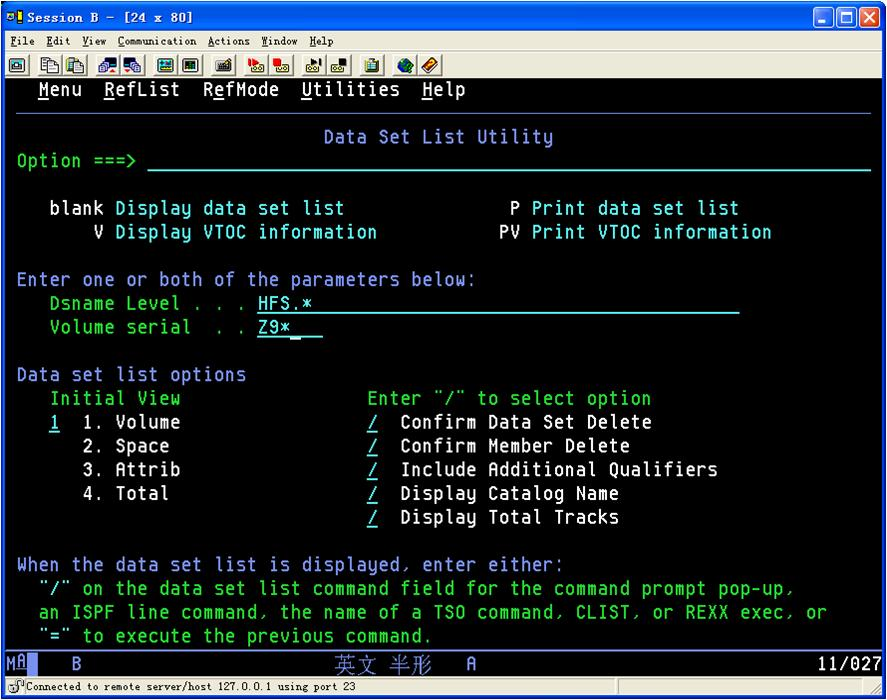 Session B - [24 x 80]
File Edit View Communication Actions Window Help
Menu RefList RefMode Utilities Help
Data Set List Utility
Option ===>
blank Display data set list P Print data set list
V Display VTOC information PV Print VTOC information
Enter one or both of the parameters below:
Dsname Level . . . HFS.*
Volume serial . . Z9*
Data set list options
Initial View Enter "/" to select option
1 1. Volume / Confirm Data Set Delete
2. Space / Confirm Member Delete
3. Attrib / Include Additional Qualifiers
4. Total / Display Catalog Name
/ Display Total Tracks
When the data set list is displayed, enter either:
"/" on the data set list command field for the command prompt pop-up,
an ISPF line command, the name of a TSO command, CLIST, or REXX exec, or
"=" to execute the previous command.
MA B 英文 半形 A 11/027
Connected to remote server/host 127.0.0.1 using port 23